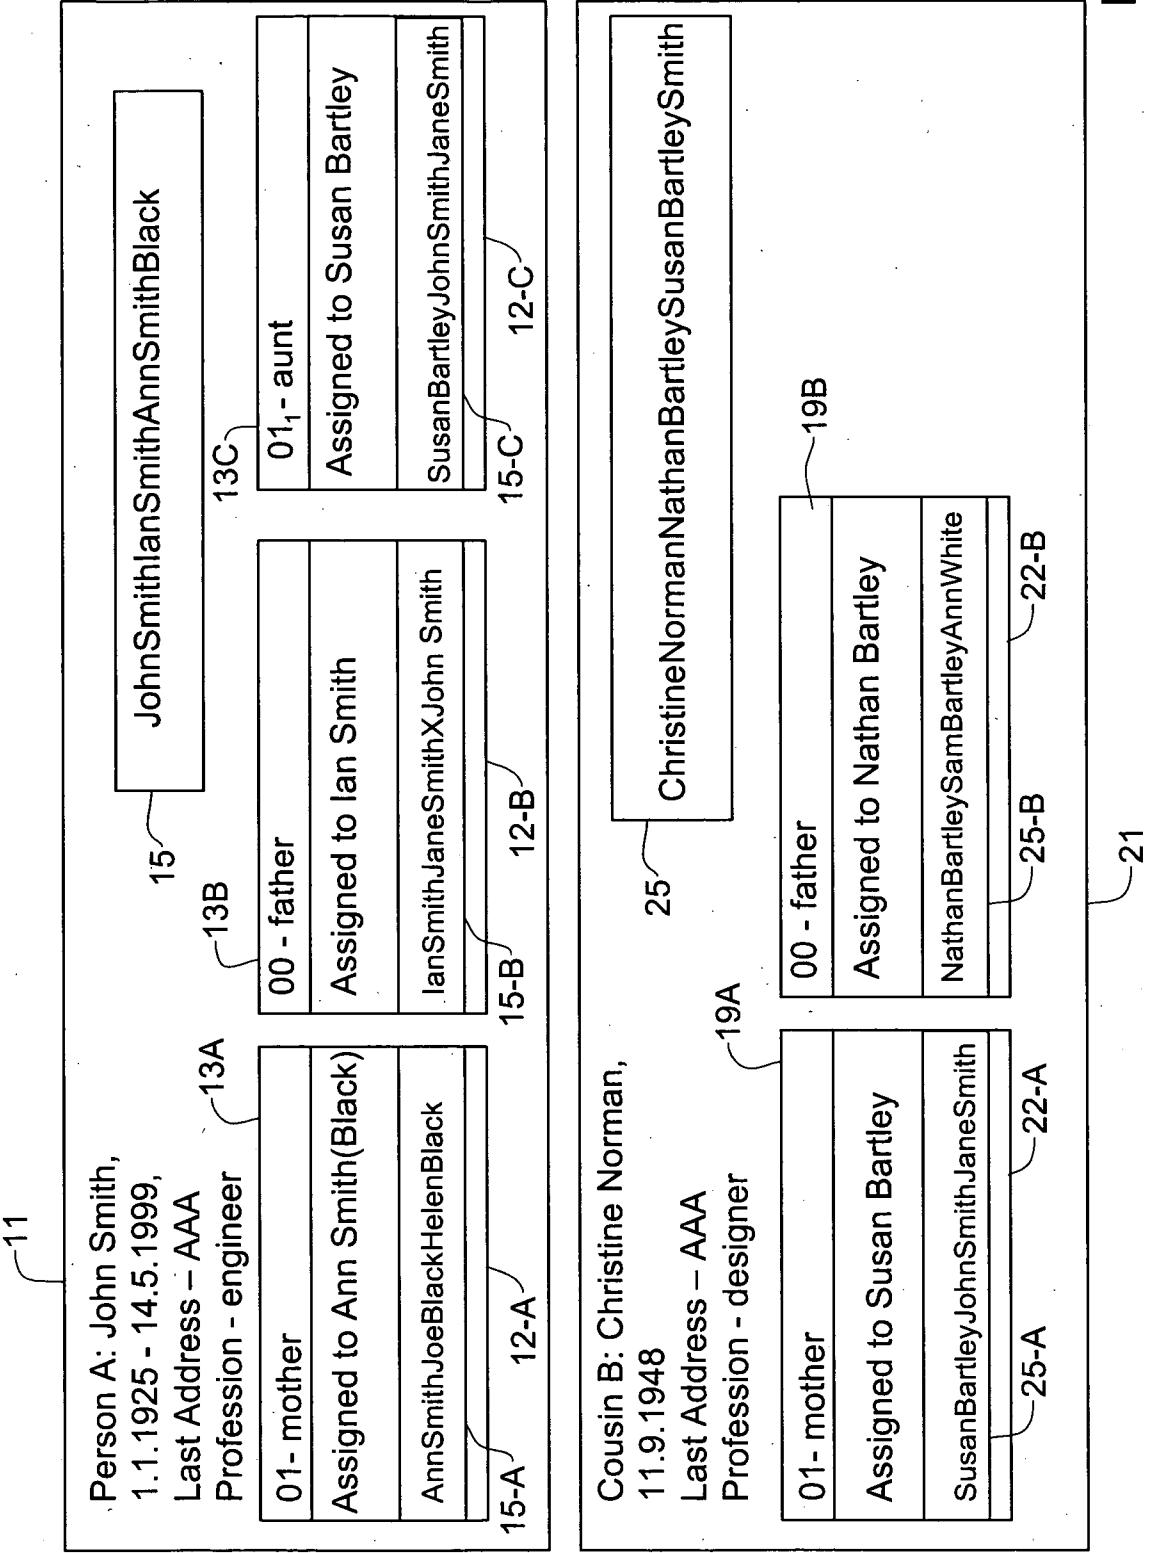 11
Person A: John Smith,
1.1.1925 - 14.5.1999,
Last Address – AAA
Profession - engineer
15
JohnSmithIanSmithAnnSmithBlack
13A
01- mother
Assigned to Ann Smith(Black)
AnnSmithJoeBlackHelenBlack
15-A
12-A
13B
00 - father
Assigned to Ian Smith
IanSmithJaneSmithXJohn Smith
15-B
12-B
13C
01₁- aunt
Assigned to Susan Bartley
SusanBartleyJohnSmithJaneSmith
15-C
12-C
Cousin B: Christine Norman,
11.9.1948
Last Address – AAA
Profession - designer
25
ChristineNormanNathanBartleySusanBartleySmith
19A
01- mother
Assigned to Susan Bartley
SusanBartleyJohnSmithJaneSmith
25-A
22-A
19B
00 - father
Assigned to Nathan Bartley
NathanBartleySamBartleyAnnWhite
25-B
22-B
21